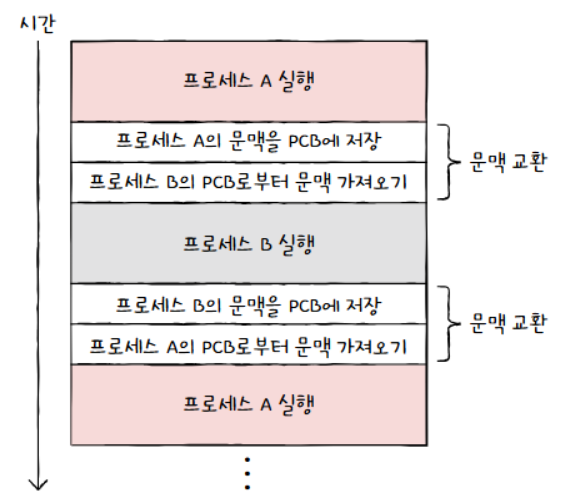 시간
프로세스 A 실행
프로세스 A의 문맥을 PCB에 저장
프로세스 B의 PCB로부터 문맥 가져오기
문맥 교환
프로세스 B 실행
프로세스 B의 문맥을 PCB에 저장
프로세스 A의 PCB로부터 문맥 가져오기
문맥 교환
프로세스 A 실행